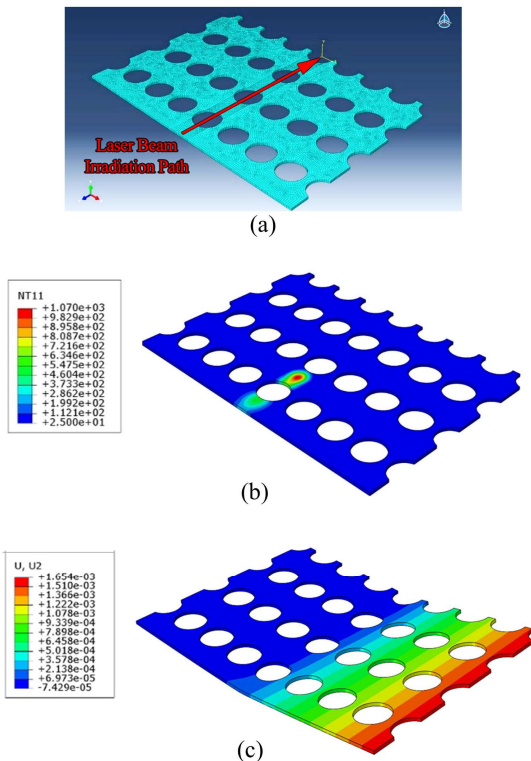 Laser Beam
Irradiation Path
(a)
NT11
+1.070e+03
+9.829e+02
+8.958e+02
+8.087e+02
+7.216e+02
+6.346e+02
+5.475e+02
+4.604e+02
+3.733e+02
+2.862e+02
+1.992e+02
+1.121e+02
+2.500e+01
(b)
U, U2
+1.654e-03
+1.510e-03
+1.366e-03
+1.222e-03
+1.078e-03
+9.339e-04
+7.898e-04
+6.458e-04
+5.018e-04
+3.578e-04
+2.138e-04
+6.973e-05
-7.429e-05
(c)